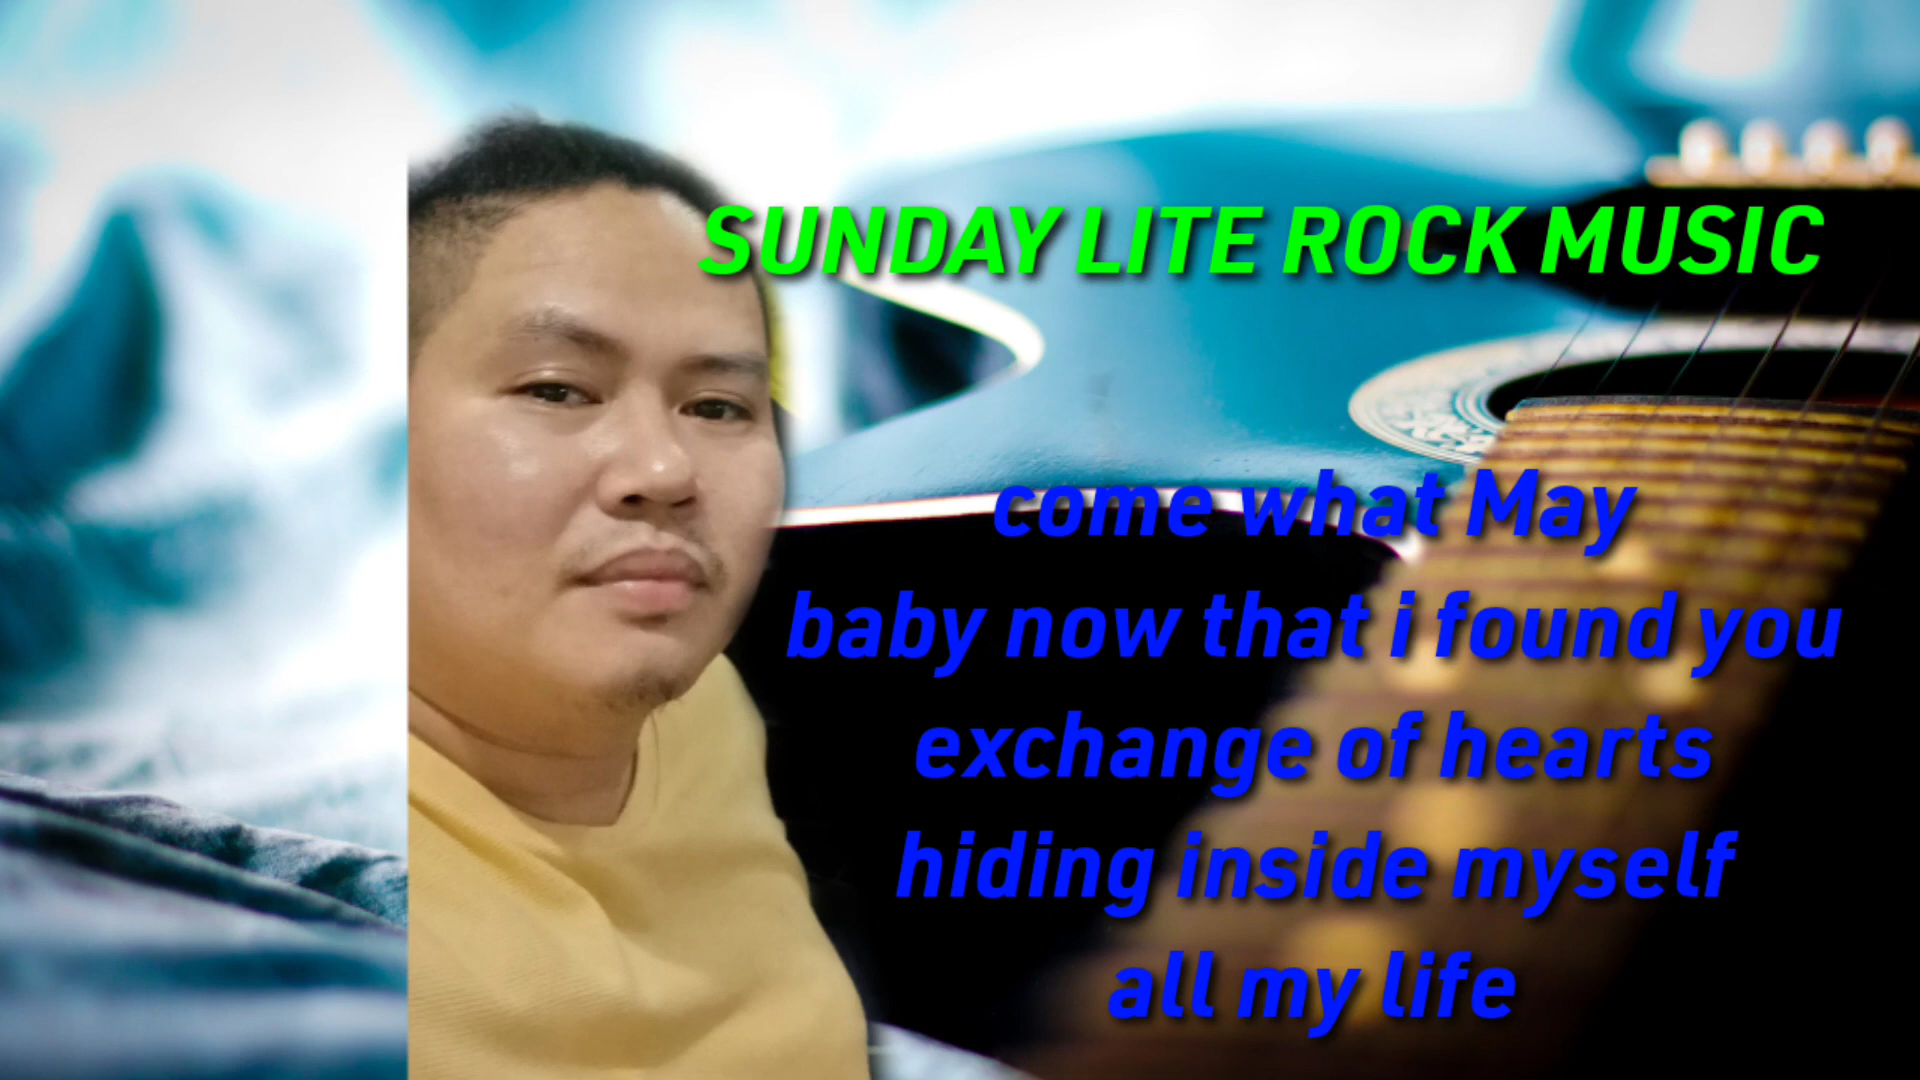 SUNDAY LITE ROCK MUSIC
come what May
baby now that i found you
exchange of hearts
hiding inside myself
all my life